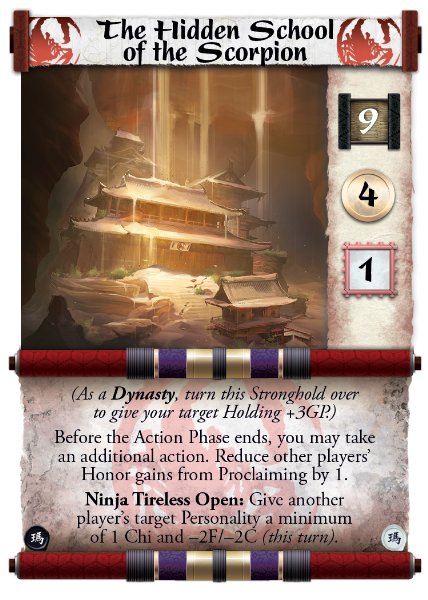 The Hidden School
of the Scorpion
9
4
1
(As a Dynasty, turn this Stronghold over
to give your target Holding +3GP.)
Before the Action Phase ends, you may take
an additional action. Reduce other players'
Honor gains from Proclaiming by 1.
Ninja Tireless Open: Give another
player's target Personality a minimum
of 1 Chi and –2F/–2C (this turn).
瑪 瑪